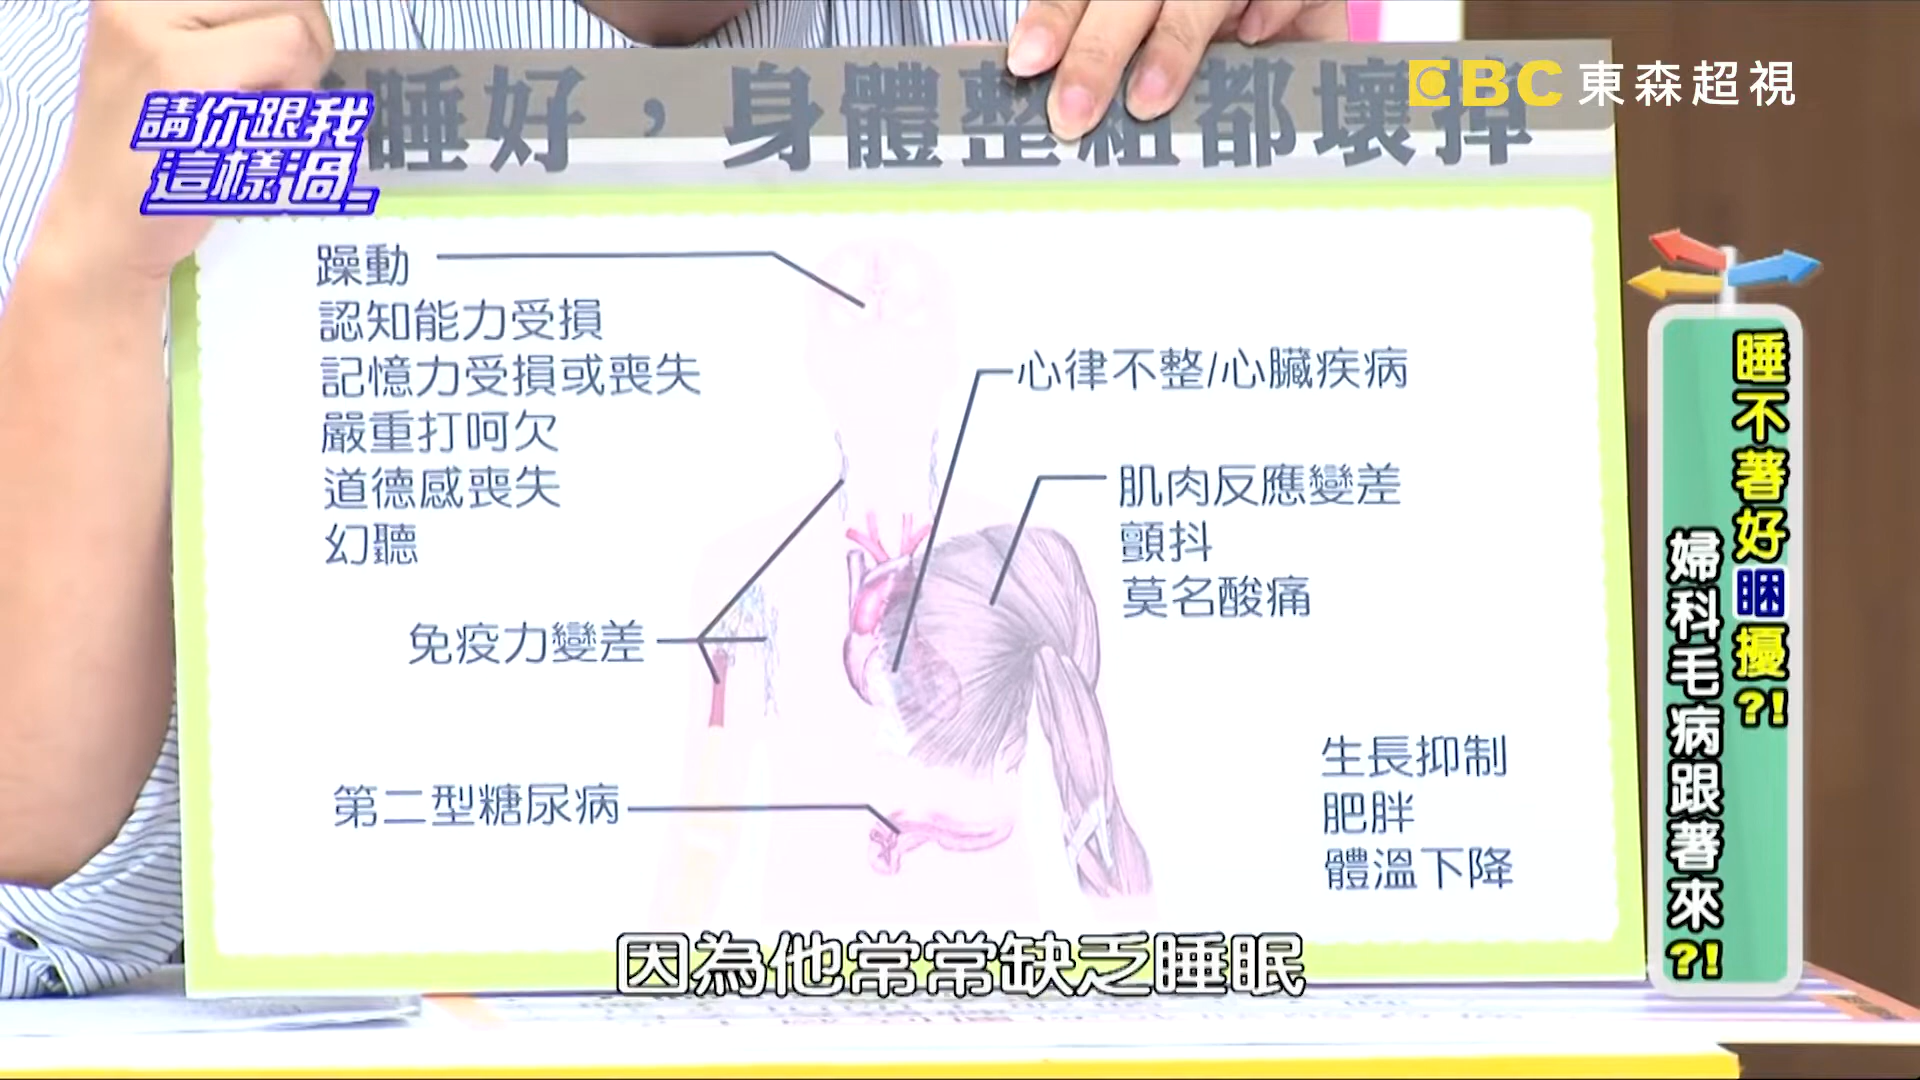 EBC 東森超視
請你跟我
這樣過
睡好，身體整組都壞掉
躁動
認知能力受損
記憶力受損或喪失
嚴重打呵欠
道德感喪失
幻聽
免疫力變差
第二型糖尿病
心律不整/心臟疾病
肌肉反應變差
顫抖
莫名酸痛
生長抑制
肥胖
體溫下降
睡不著好睏擾?!
婦科毛病跟著來?!
因為他常常缺乏睡眠